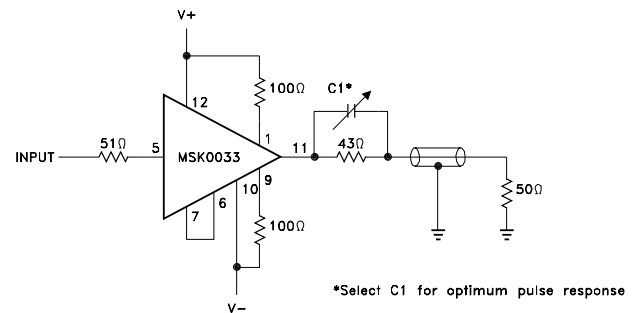 V+
12
100Ω
C1*
1
51Ω
5
INPUT
MSK0033
11
43Ω
9
10
6
7
50Ω
100Ω
V−
*Select C1 for optimum pulse response